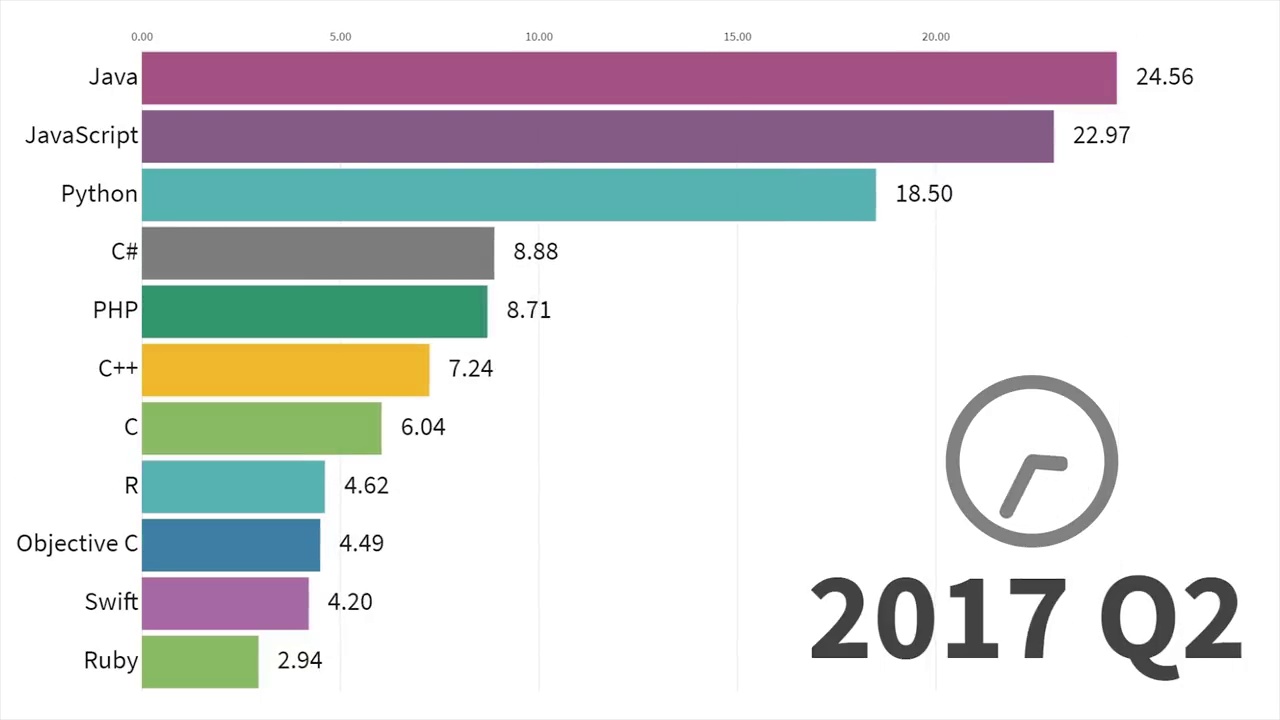 0.00 5.00 10.00 15.00 20.00
Java 24.56
JavaScript 22.97
Python 18.50
C# 8.88
PHP 8.71
C++ 7.24
C 6.04
R 4.62
Objective C 4.49
Swift 4.20
Ruby 2.94
2017 Q2